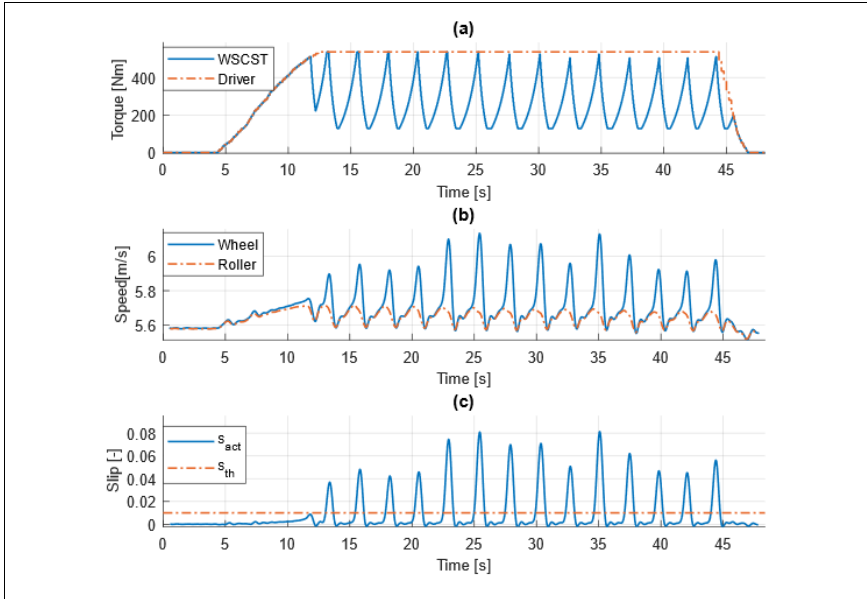 (a)
WSCST
Driver
Torque [Nm]
400
200
0
0 5 10 15 20 25 30 35 40 45
Time [s]
(b)
Wheel
Roller
Speed[m/s]
6
5.8
5.6
0 5 10 15 20 25 30 35 40 45
Time [s]
(c)
s_act
s_th
Slip [-]
0.08
0.06
0.04
0.02
0
0 5 10 15 20 25 30 35 40 45
Time [s]